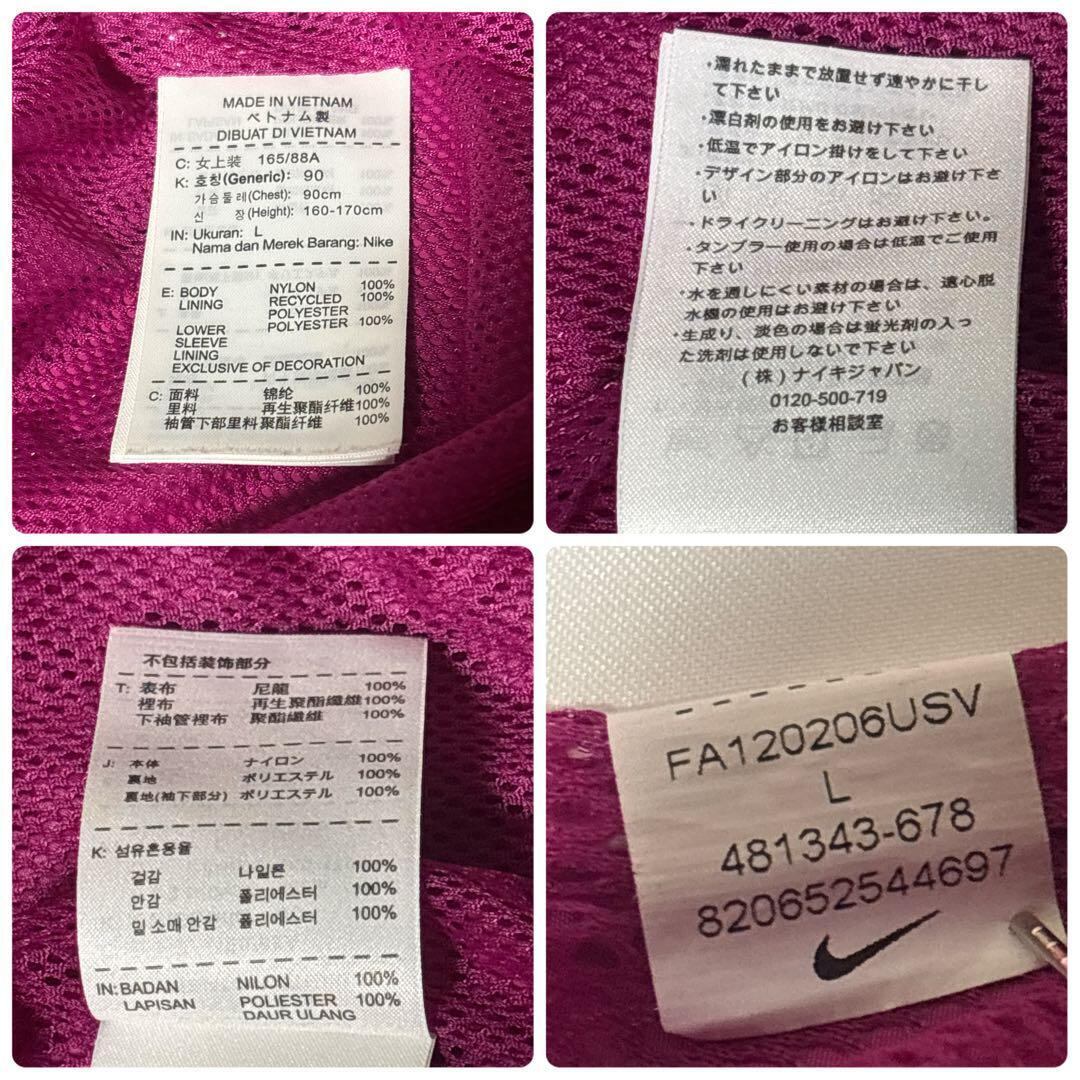 MADE IN VIETNAM
ベトナム製
DIBUAT DI VIETNAM
C: 女上装 165/88A
K: 호칭(Generic): 90
가슴둘레(Chest): 90cm
신 장(Height): 160-170cm
IN: Ukuran: L
Nama dan Merek Barang: Nike
E: BODY NYLON 100%
LINING RECYCLED 100%
POLYESTER
LOWER POLYESTER 100%
SLEEVE
LINING
EXCLUSIVE OF DECORATION
C: 面料 锦纶 100%
里料 再生聚酯纤维100%
袖管下部里料 聚酯纤维 100%
・濡れたままで放置せず速やかに干し
て下さい
・漂白剤の使用をお避け下さい
・低温でアイロン掛けをして下さい
・デザイン部分のアイロンはお避け下さ
い
・ドライクリーニングはお避け下さい。
・タンブラー使用の場合は低温でご使用
下さい
・水を通しにくい素材の場合は、遠心脱
水機の使用はお避け下さい
・生成り、淡色の場合は蛍光剤の入っ
た洗剤は使用しないで下さい
(株)ナイキジャパン
0120-500-719
お客様相談室
不包括装饰部分
T: 表布 尼龍 100%
裡布 再生聚酯纖維100%
下袖管裡布 聚酯纖維 100%
J: 本体 ナイロン 100%
裏地 ポリエステル 100%
裏地(袖下部分) ポリエステル 100%
K: 섬유혼용율
겉감 나일론 100%
안감 폴리에스터 100%
밑 소매 안감 폴리에스터 100%
IN: BADAN NILON 100%
LAPISAN POLIESTER 100%
DAUR ULANG
FA120206USV
L
481343-678
820652544697